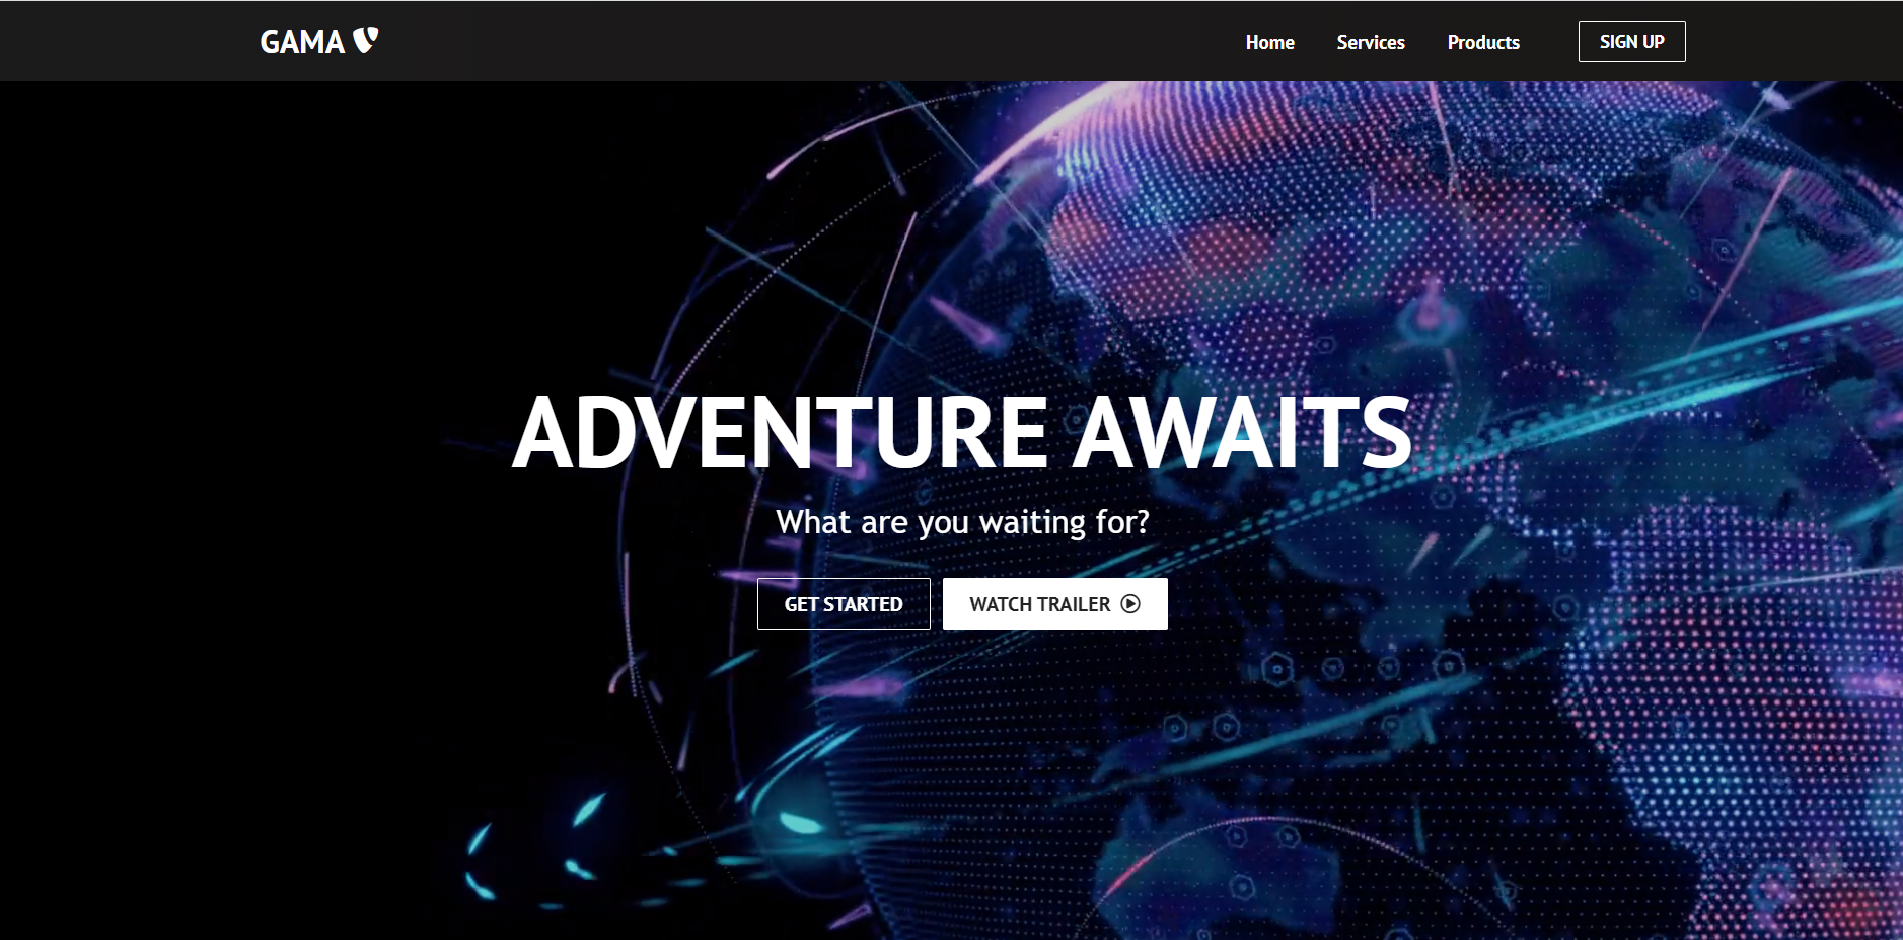 GAMA
Home Services Products SIGN UP
ADVENTURE AWAITS
What are you waiting for?
GET STARTED WATCH TRAILER